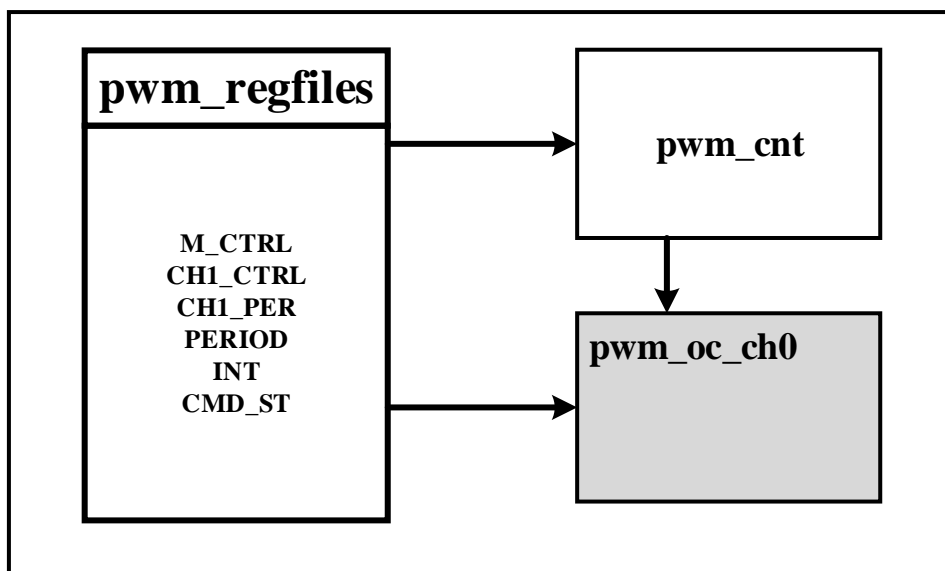 pwm_regfiles
M_CTRL
CH1_CTRL
CH1_PER
PERIOD
INT
CMD_ST
pwm_cnt
pwm_oc_ch0